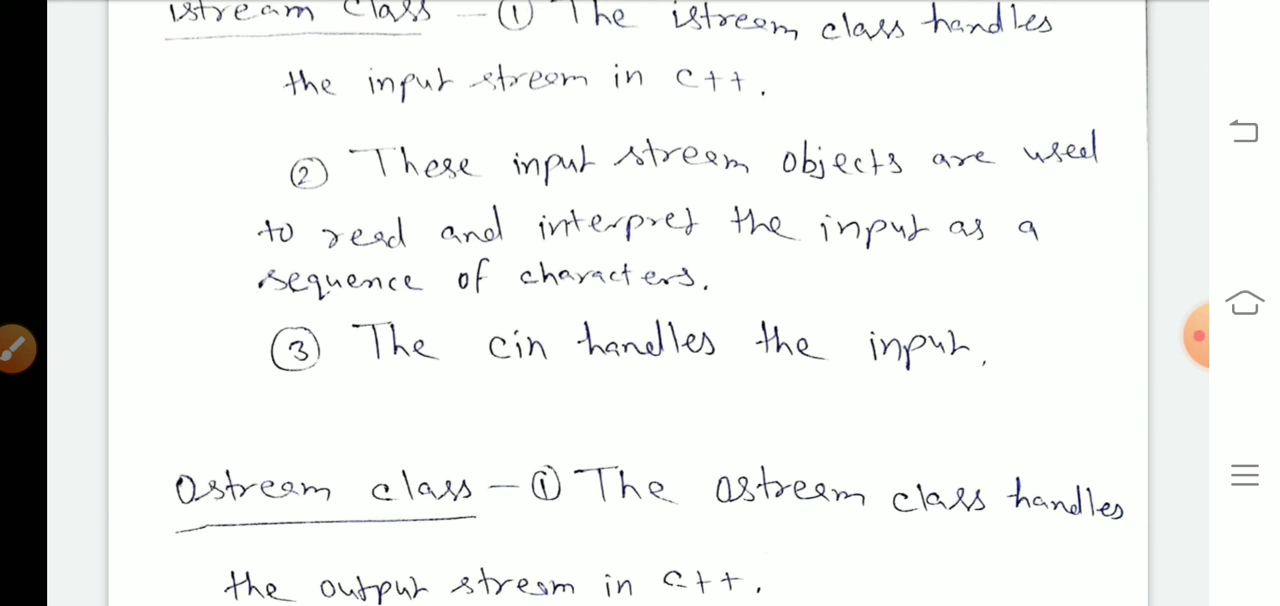 istream class - ① The istream class handles
the input stream in c++.
② These input stream objects are used
to read and interpret the input as a
sequence of characters.
③ The cin handles the input.
Ostream class - ① The ostream class handles
the output stream in c++.